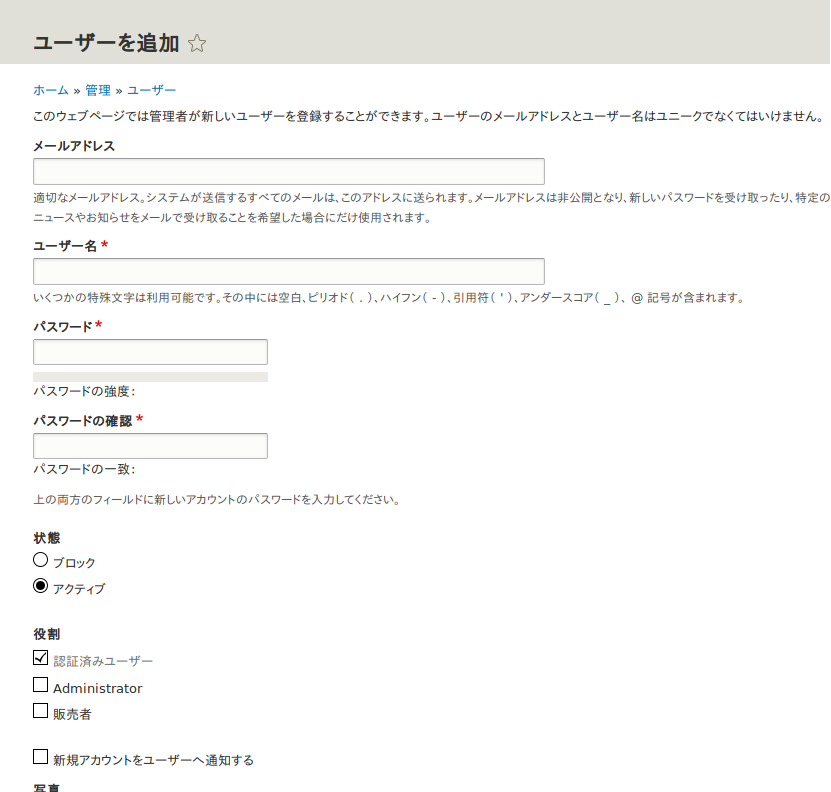 ユーザーを追加
ホーム » 管理 » ユーザー
このウェブページでは管理者が新しいユーザーを登録することができます。ユーザーのメールアドレスとユーザー名はユニークでなくてはいけません。
メールアドレス
適切なメールアドレス。システムが送信するすべてのメールは、このアドレスに送られます。メールアドレスは非公開となり、新しいパスワードを受け取ったり、特定の
ニュースやお知らせをメールで受け取ることを希望した場合にだけ使用されます。
ユーザー名 *
いくつかの特殊文字は利用可能です。その中には空白、ピリオド( . )、ハイフン( - )、引用符( ' )、アンダースコア( _ )、 @ 記号が含まれます。
パスワード *
パスワードの強度:
パスワードの確認 *
パスワードの一致:
上の両方のフィールドに新しいアカウントのパスワードを入力してください。
状態
ブロック
アクティブ
役割
認証済みユーザー
Administrator
販売者
新規アカウントをユーザーへ通知する
写真